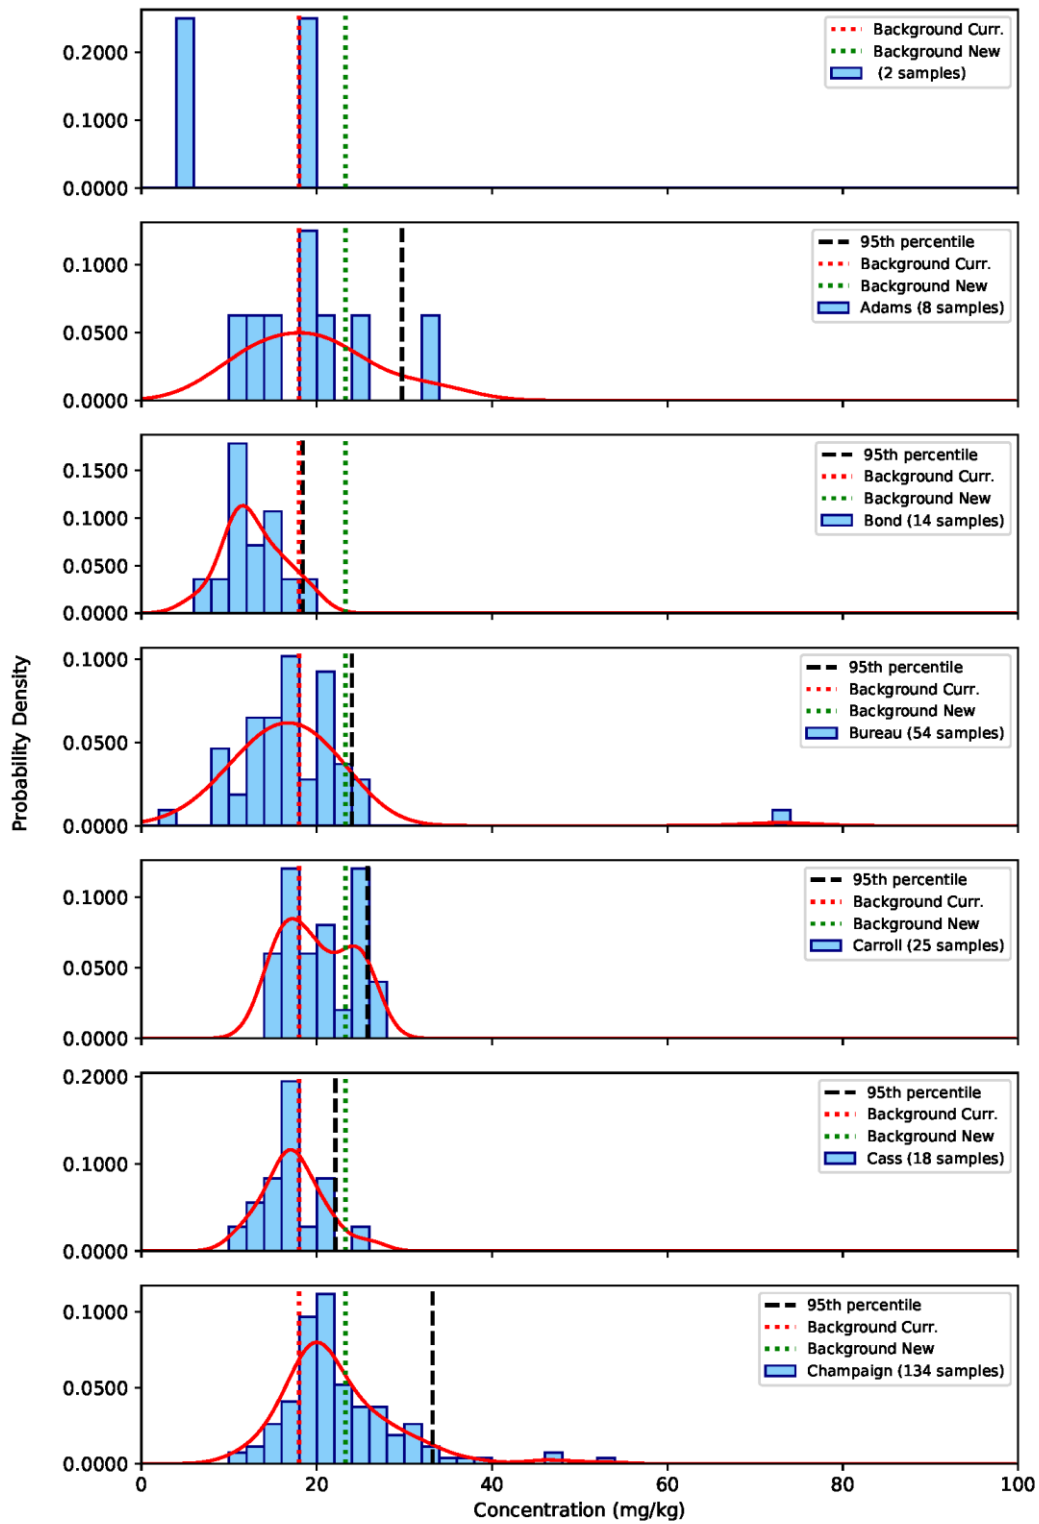 0.2000
0.1000
0.0000
Background Curr.
Background New
(2 samples)
0.1000
0.0500
0.0000
95th percentile
Background Curr.
Background New
Adams (8 samples)
0.1500
0.1000
0.0500
0.0000
95th percentile
Background Curr.
Background New
Bond (14 samples)
Probability Density
0.1000
0.0500
0.0000
95th percentile
Background Curr.
Background New
Bureau (54 samples)
0.1000
0.0500
0.0000
95th percentile
Background Curr.
Background New
Carroll (25 samples)
0.2000
0.1000
0.0000
95th percentile
Background Curr.
Background New
Cass (18 samples)
0.1000
0.0500
0.0000
95th percentile
Background Curr.
Background New
Champaign (134 samples)
0 20 40 60 80 100
Concentration (mg/kg)